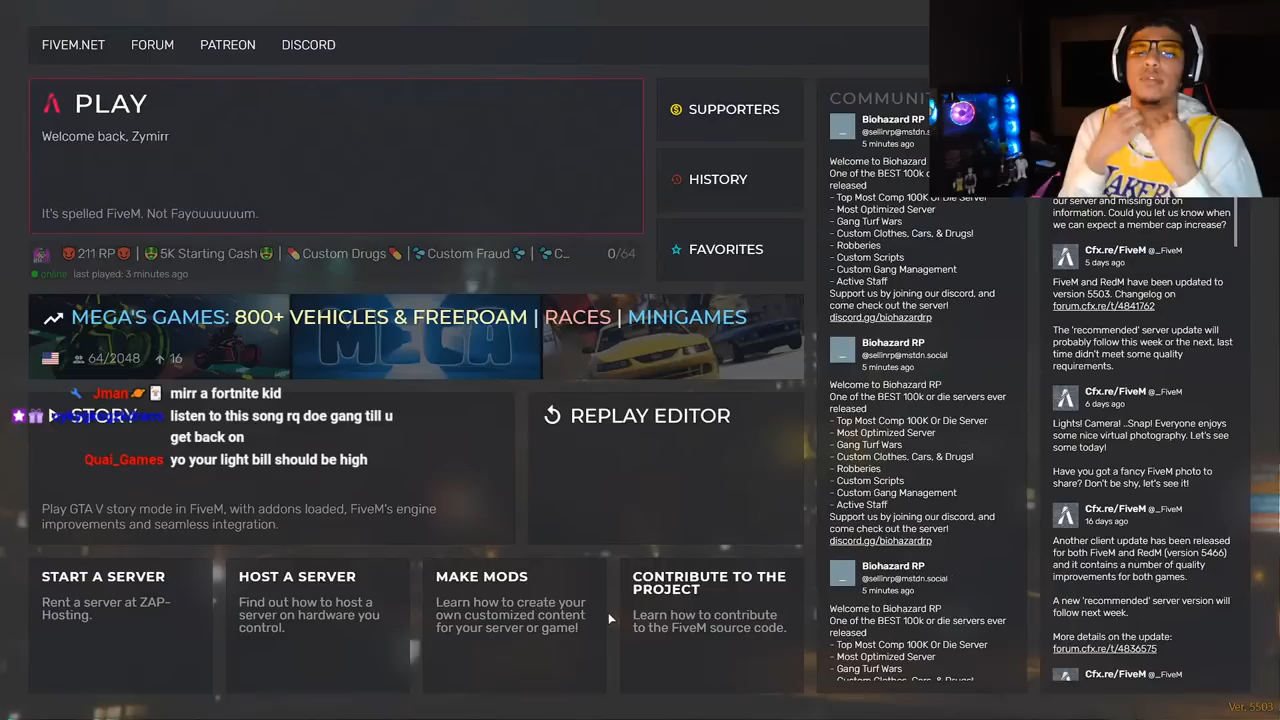 FIVEM.NET
FORUM
PATREON
DISCORD
PLAY
Welcome back, Zymirr
It's spelled FiveM. Not Fayouuuuuum.
211 RP | 5K Starting Cash | Custom Drugs | Custom Fraud | C...
0/64
online last played: 3 minutes ago
SUPPORTERS
HISTORY
FAVORITES
MEGA'S GAMES: 800+ VEHICLES & FREEROAM | RACES | MINIGAMES
MEGA
64/2048 16
Jman mirr a fortnite kid
listen to this song rq doe gang till u
get back on
Quai_Games yo your light bill should be high
STORY
Play GTA V story mode in FiveM, with addons loaded, FiveM's engine
improvements and seamless integration.
REPLAY EDITOR
START A SERVER
Rent a server at ZAP-
Hosting.
HOST A SERVER
Find out how to host a
server on hardware you
control.
MAKE MODS
Learn how to create your
own customized content
for your server or game!
CONTRIBUTE TO THE
PROJECT
Learn how to contribute
to the FiveM source code.
COMMUNI
Biohazard RP
@sellinrp@mstdn.s
5 minutes ago
Welcome to Biohazard
One of the BEST 100k o
released
- Top Most Comp 100K Or Die Server
- Most Optimized Server
- Gang Turf Wars
- Custom Clothes, Cars, & Drugs!
- Robberies
- Custom Scripts
- Custom Gang Management
- Active Staff
Support us by joining our discord, and
come check out the server!
discord.gg/biohazardrp
Biohazard RP
@sellinrp@mstdn.social
5 minutes ago
Welcome to Biohazard RP
One of the BEST 100k or die servers ever
released
- Top Most Comp 100K Or Die Server
- Most Optimized Server
- Gang Turf Wars
- Custom Clothes, Cars, & Drugs!
- Robberies
- Custom Scripts
- Custom Gang Management
- Active Staff
Support us by joining our discord, and
come check out the server!
discord.gg/biohazardrp
Biohazard RP
@sellinrp@mstdn.social
5 minutes ago
Welcome to Biohazard RP
One of the BEST 100k or die servers ever
released
- Top Most Comp 100K Or Die Server
- Most Optimized Server
- Gang Turf Wars
- Custom Clothes, Cars, & Drugs!
LAKERS
our server and missing out on
information. Could you let us know when
we can expect a member cap increase?
Cfx.re/FiveM @_FiveM
5 days ago
FiveM and RedM have been updated to
version 5503. Changelog on
forum.cfx.re/t/4841762
The 'recommended' server update will
probably follow this week or the next, last
time didn't meet some quality
requirements.
Cfx.re/FiveM @_FiveM
6 days ago
Lights! Camera! ..Snap! Everyone enjoys
some nice virtual photography. Let's see
some today!
Have you got a fancy FiveM photo to
share? Don't be shy, let's see it!
Cfx.re/FiveM @_FiveM
16 days ago
Another client update has been released
for both FiveM and RedM (version 5466)
and it contains a number of quality
improvements for both games.
A new 'recommended' server version will
follow next week.
More details on the update:
forum.cfx.re/t/4836575
Cfx.re/FiveM @_FiveM
Ver. 5503